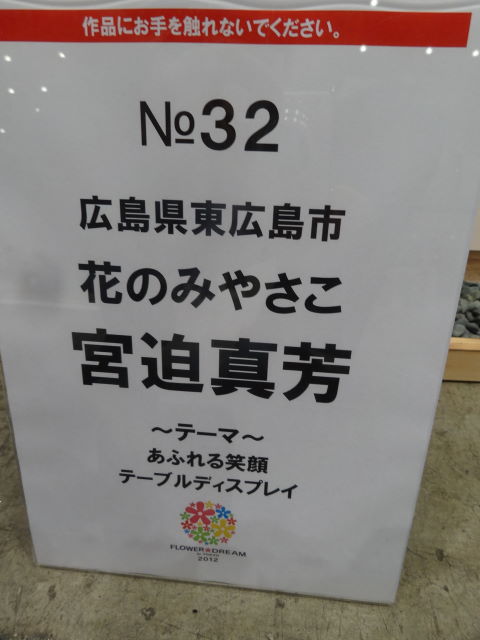 作品にお手を触れないでください。
№32
広島県東広島市
花のみやさこ
宮迫真芳
～テーマ～
あふれる笑顔
テーブルディスプレイ
FLOWER DREAM
in TOKYO
2012